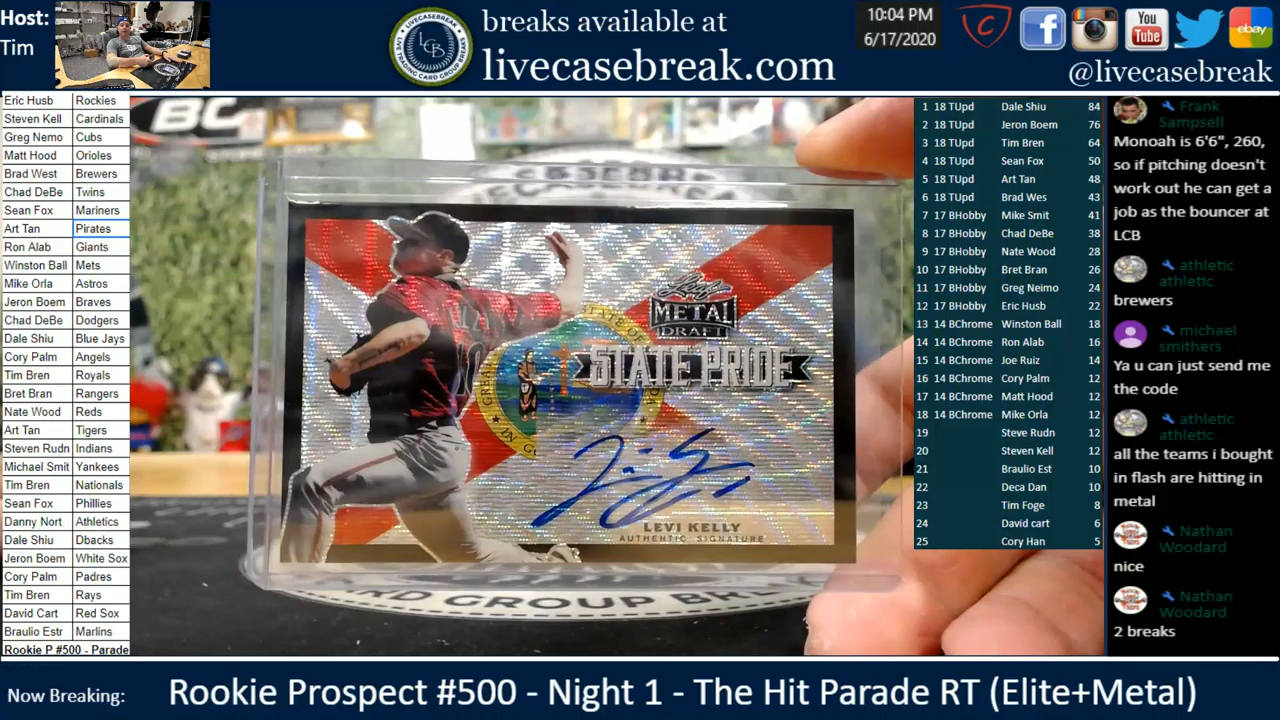 Host:
Tim
breaks available at
livecasebreak.com
10:04 PM
6/17/2020
You
Tube
ebay
@livecasebreak
Eric Husb Rockies
Steven Kell Cardinals
Greg Nemo Cubs
Matt Hood Orioles
Brad West Brewers
Chad DeBe Twins
Sean Fox Mariners
Art Tan Pirates
Ron Alab Giants
Winston Ball Mets
Mike Orla Astros
Jeron Boem Braves
Chad DeBe Dodgers
Dale Shiu Blue Jays
Cory Palm Angels
Tim Bren Royals
Bret Bran Rangers
Nate Wood Reds
Art Tan Tigers
Steven Rudn Indians
Michael Smit Yankees
Tim Bren Nationals
Sean Fox Phillies
Danny Nort Athletics
Dale Shiu Dbacks
Jeron Boem White Sox
Cory Palm Padres
Tim Bren Rays
David Cart Red Sox
Braulio Estr Marlins
Rookie P #500 - Parade
Leaf
METAL
DRAFT
STATE PRIDE
LEVI KELLY
AUTHENTIC SIGNATURE
CARD GROUP BRE
1 18 TUpd Dale Shiu 84
2 18 TUpd Jeron Boem 76
3 18 TUpd Tim Bren 64
4 18 TUpd Sean Fox 50
5 18 TUpd Art Tan 48
6 18 TUpd Brad Wes 43
7 17 BHobby Mike Smit 41
8 17 BHobby Chad DeBe 38
9 17 BHobby Nate Wood 28
10 17 BHobby Bret Bran 26
11 17 BHobby Greg Neimo 24
12 17 BHobby Eric Husb 22
13 14 BChrome Winston Ball 18
14 14 BChrome Ron Alab 16
15 14 BChrome Joe Ruiz 14
16 14 BChrome Cory Palm 12
17 14 BChrome Matt Hood 12
18 14 BChrome Mike Orla 12
19 Steve Rudn 12
20 Steven Kell 12
21 Braulio Est 10
22 Deca Dan 10
23 Tim Foge 8
24 David cart 6
25 Cory Han 5
Frank
Sampsell
Monoah is 6'6", 260,
so if pitching doesn't
work out he can get a
job as the bouncer at
LCB
athletic
athletic
brewers
michael
smithers
Ya u can just send me
the code
athletic
athletic
all the teams i bought
in flash are hitting in
metal
Nathan
Woodard
nice
Nathan
Woodard
2 breaks
Now Breaking:
Rookie Prospect #500 - Night 1 - The Hit Parade RT (Elite+Metal)